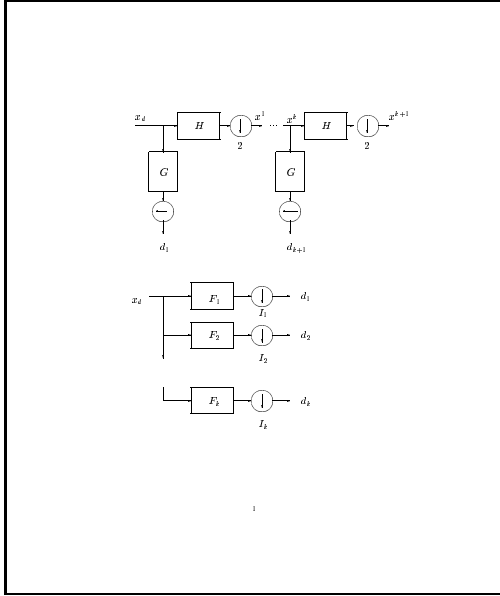 x_d H x^1 ... x^k H x^{k+1}
2 2
G G
d_1 d_{k+1}
x_d F_1 d_1
I_1
F_2 d_2
I_2
F_k d_k
I_k
1